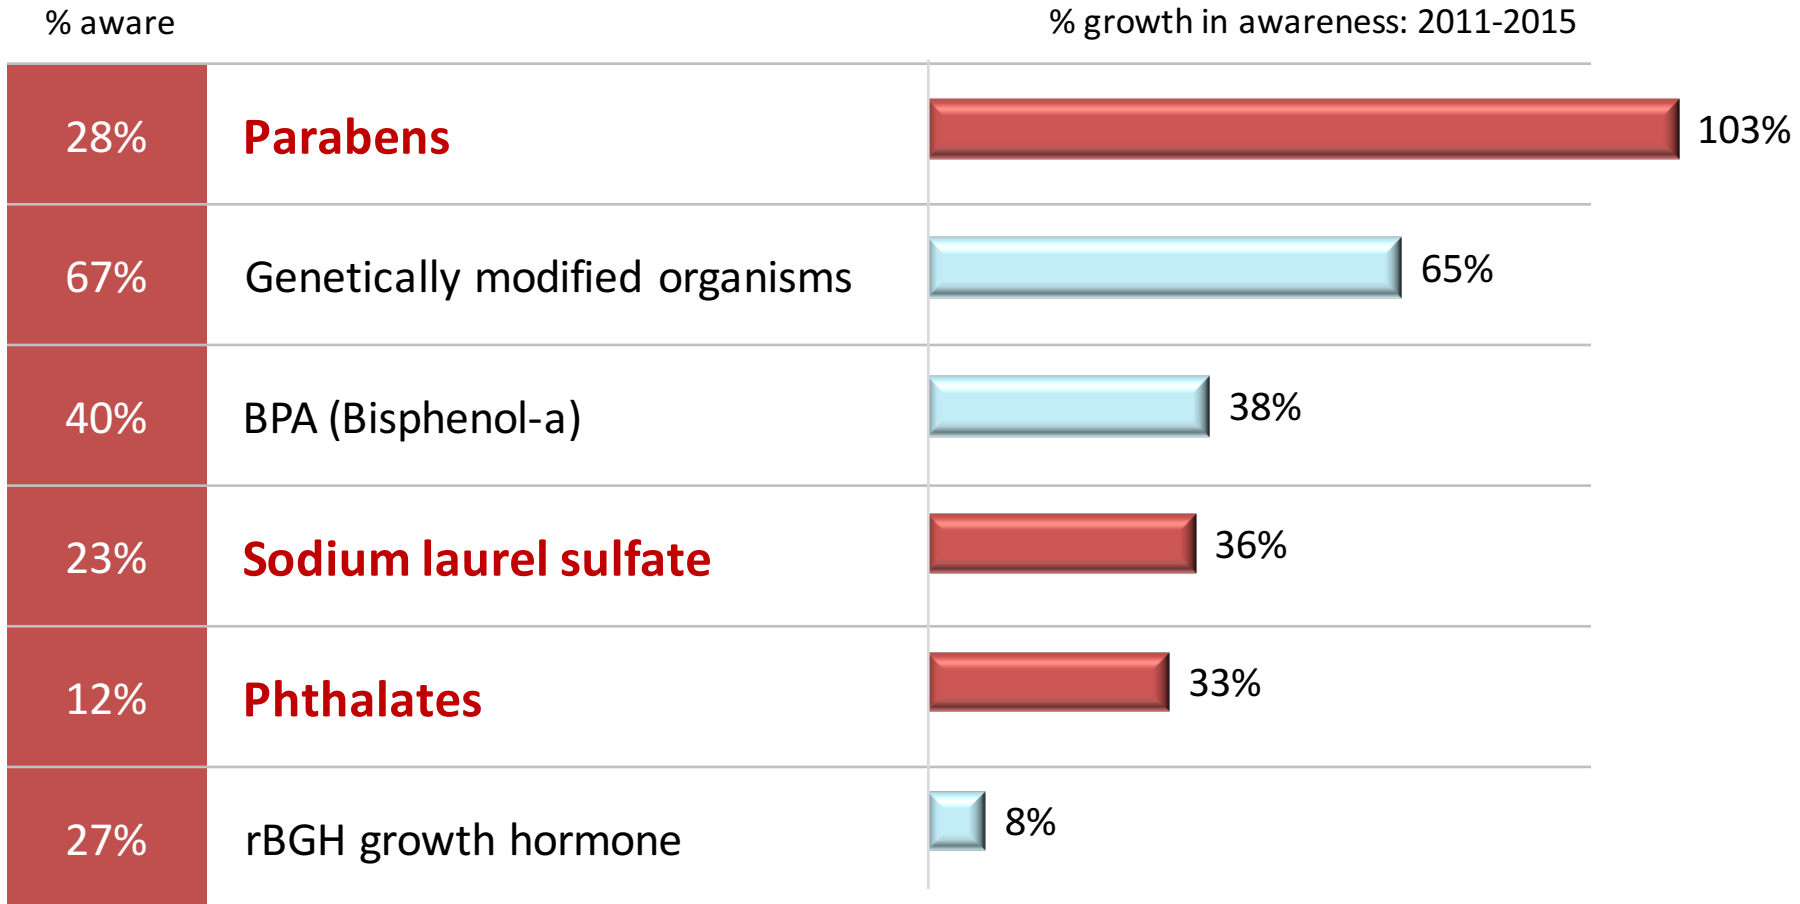 % aware % growth in awareness: 2011-2015
28% Parabens 103%
67% Genetically modified organisms 65%
40% BPA (Bisphenol-a) 38%
23% Sodium laurel sulfate 36%
12% Phthalates 33%
27% rBGH growth hormone 8%